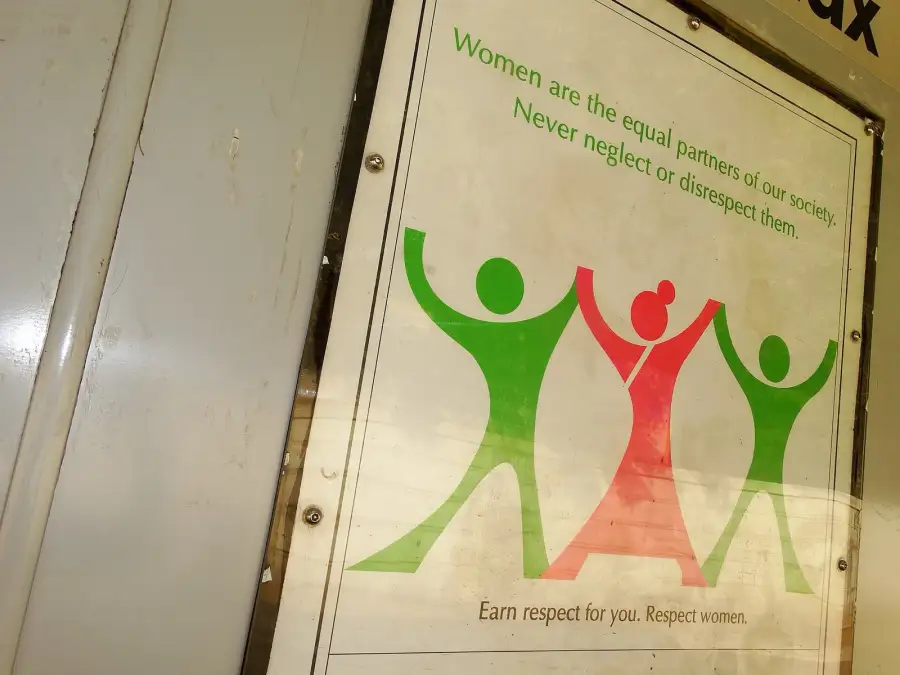 Women are the equal partners of our society.
Never neglect or disrespect them.
Earn respect for you. Respect women.